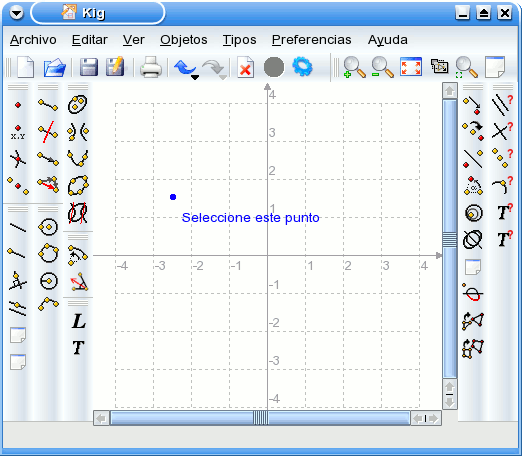 Kig
Archivo Editar Ver Objetos Tipos Preferencias Ayuda
x,y
L
T
4
3
2
1
Seleccione este punto
-4 -3 -2 -1 1 2 3 4
-1
-2
-3
-4
?
?
?
?
T?
T?